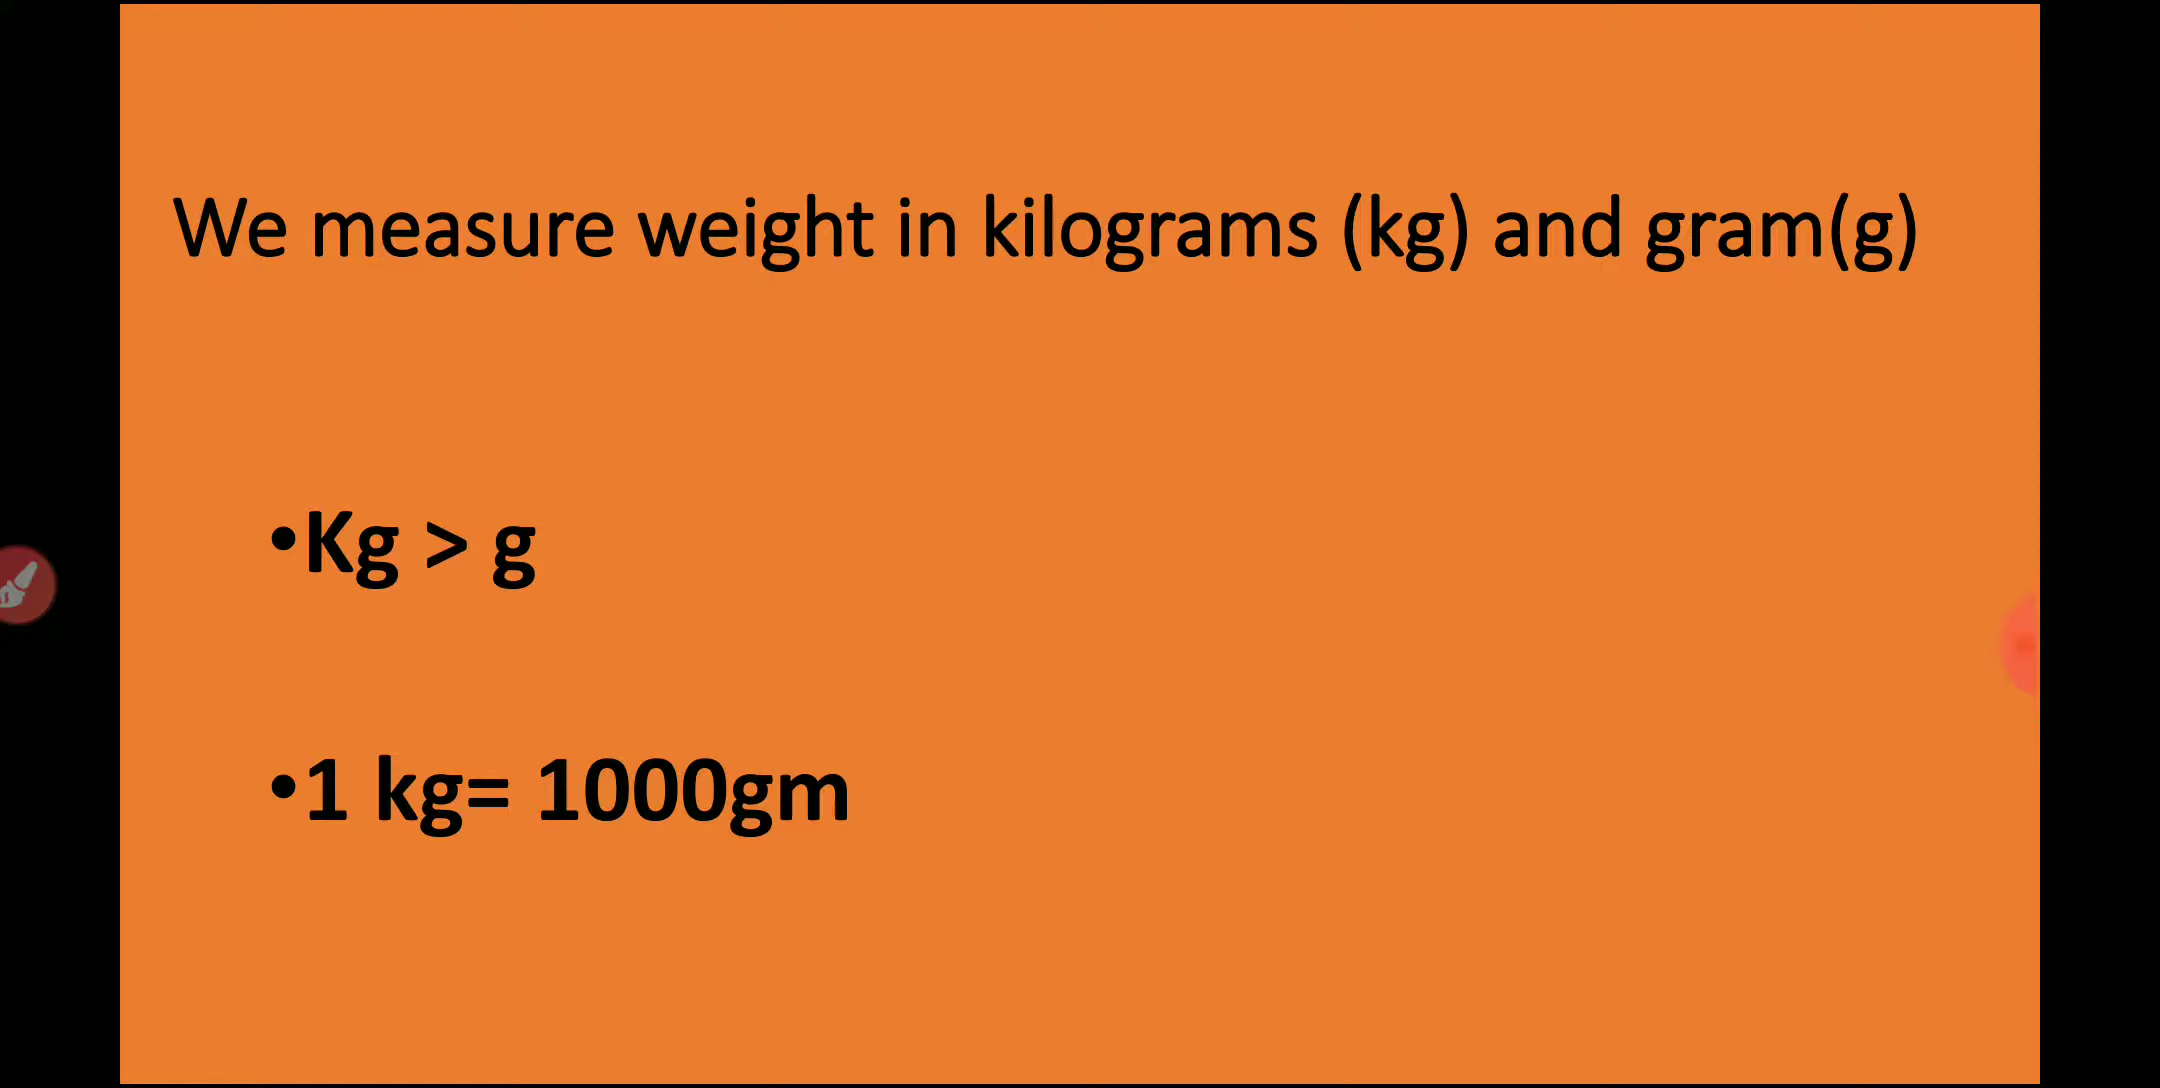 We measure weight in kilograms (kg) and gram(g)
•Kg > g
•1 kg= 1000gm